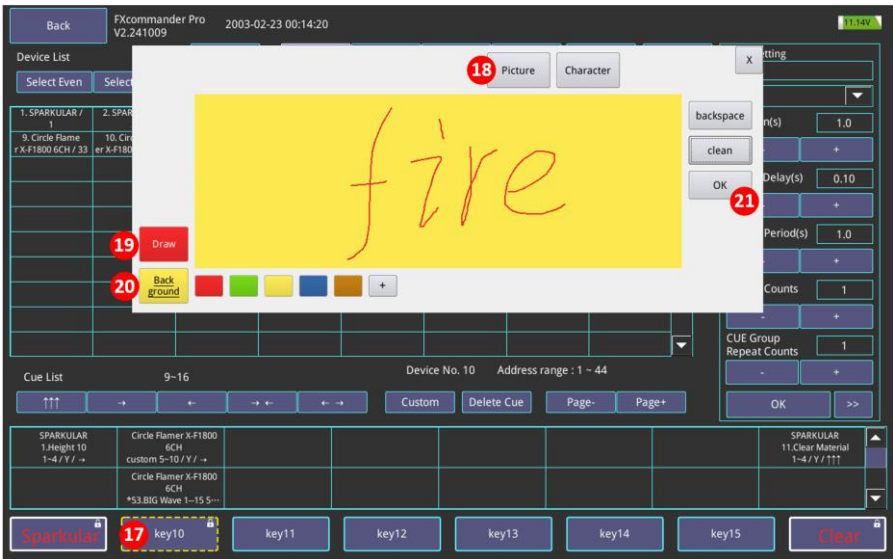 Back
FXcommander Pro
V2.241009
2003-02-23 00:14:20
11.14V
Device List
Select Even
Select
18
Picture
Character
X
etting
1. SPARKULAR /
1
2. SPAR
9. Circle Flame
r X-F1800 6CH / 33
10. Circ
er X-F180
fire
backspace
clean
OK
21
n(s)
1.0
-
+
Delay(s)
0.10
+
Period(s)
1.0
-
+
Counts
1
-
+
19
Draw
20
Back
ground
+
CUE Group
Repeat Counts
1
-
+
Cue List
9~16
Device No. 10
Address range : 1 ~ 44
↑↑↑
→
←
→ ←
← →
Custom
Delete Cue
Page-
Page+
OK
>>
SPARKULAR
1.Height 10
1~4 / Y / →
Circle Flamer X-F1800
6CH
custom 5~10 / Y / →
SPARKULAR
11.Clear Material
1~4 / Y / ↑↑↑
Circle Flamer X-F1800
6CH
*53.BIG Wave 1--15 5···
Sparkular
17
key10
key11
key12
key13
key14
key15
Clear